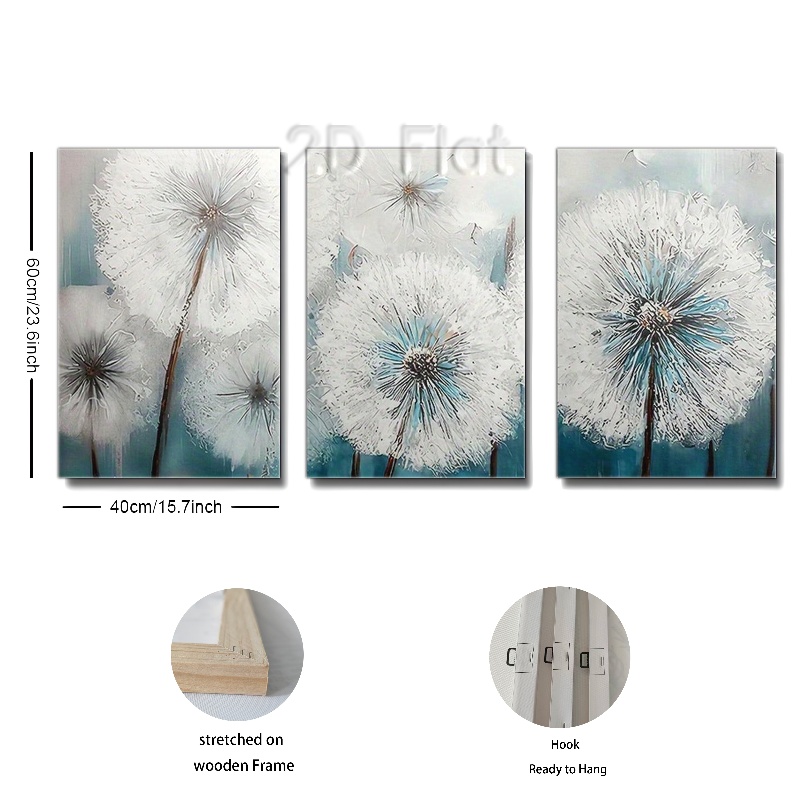 2D Flat
60cm/23.6inch
40cm/15.7inch
stretched on
wooden Frame
Hook
Ready to Hang